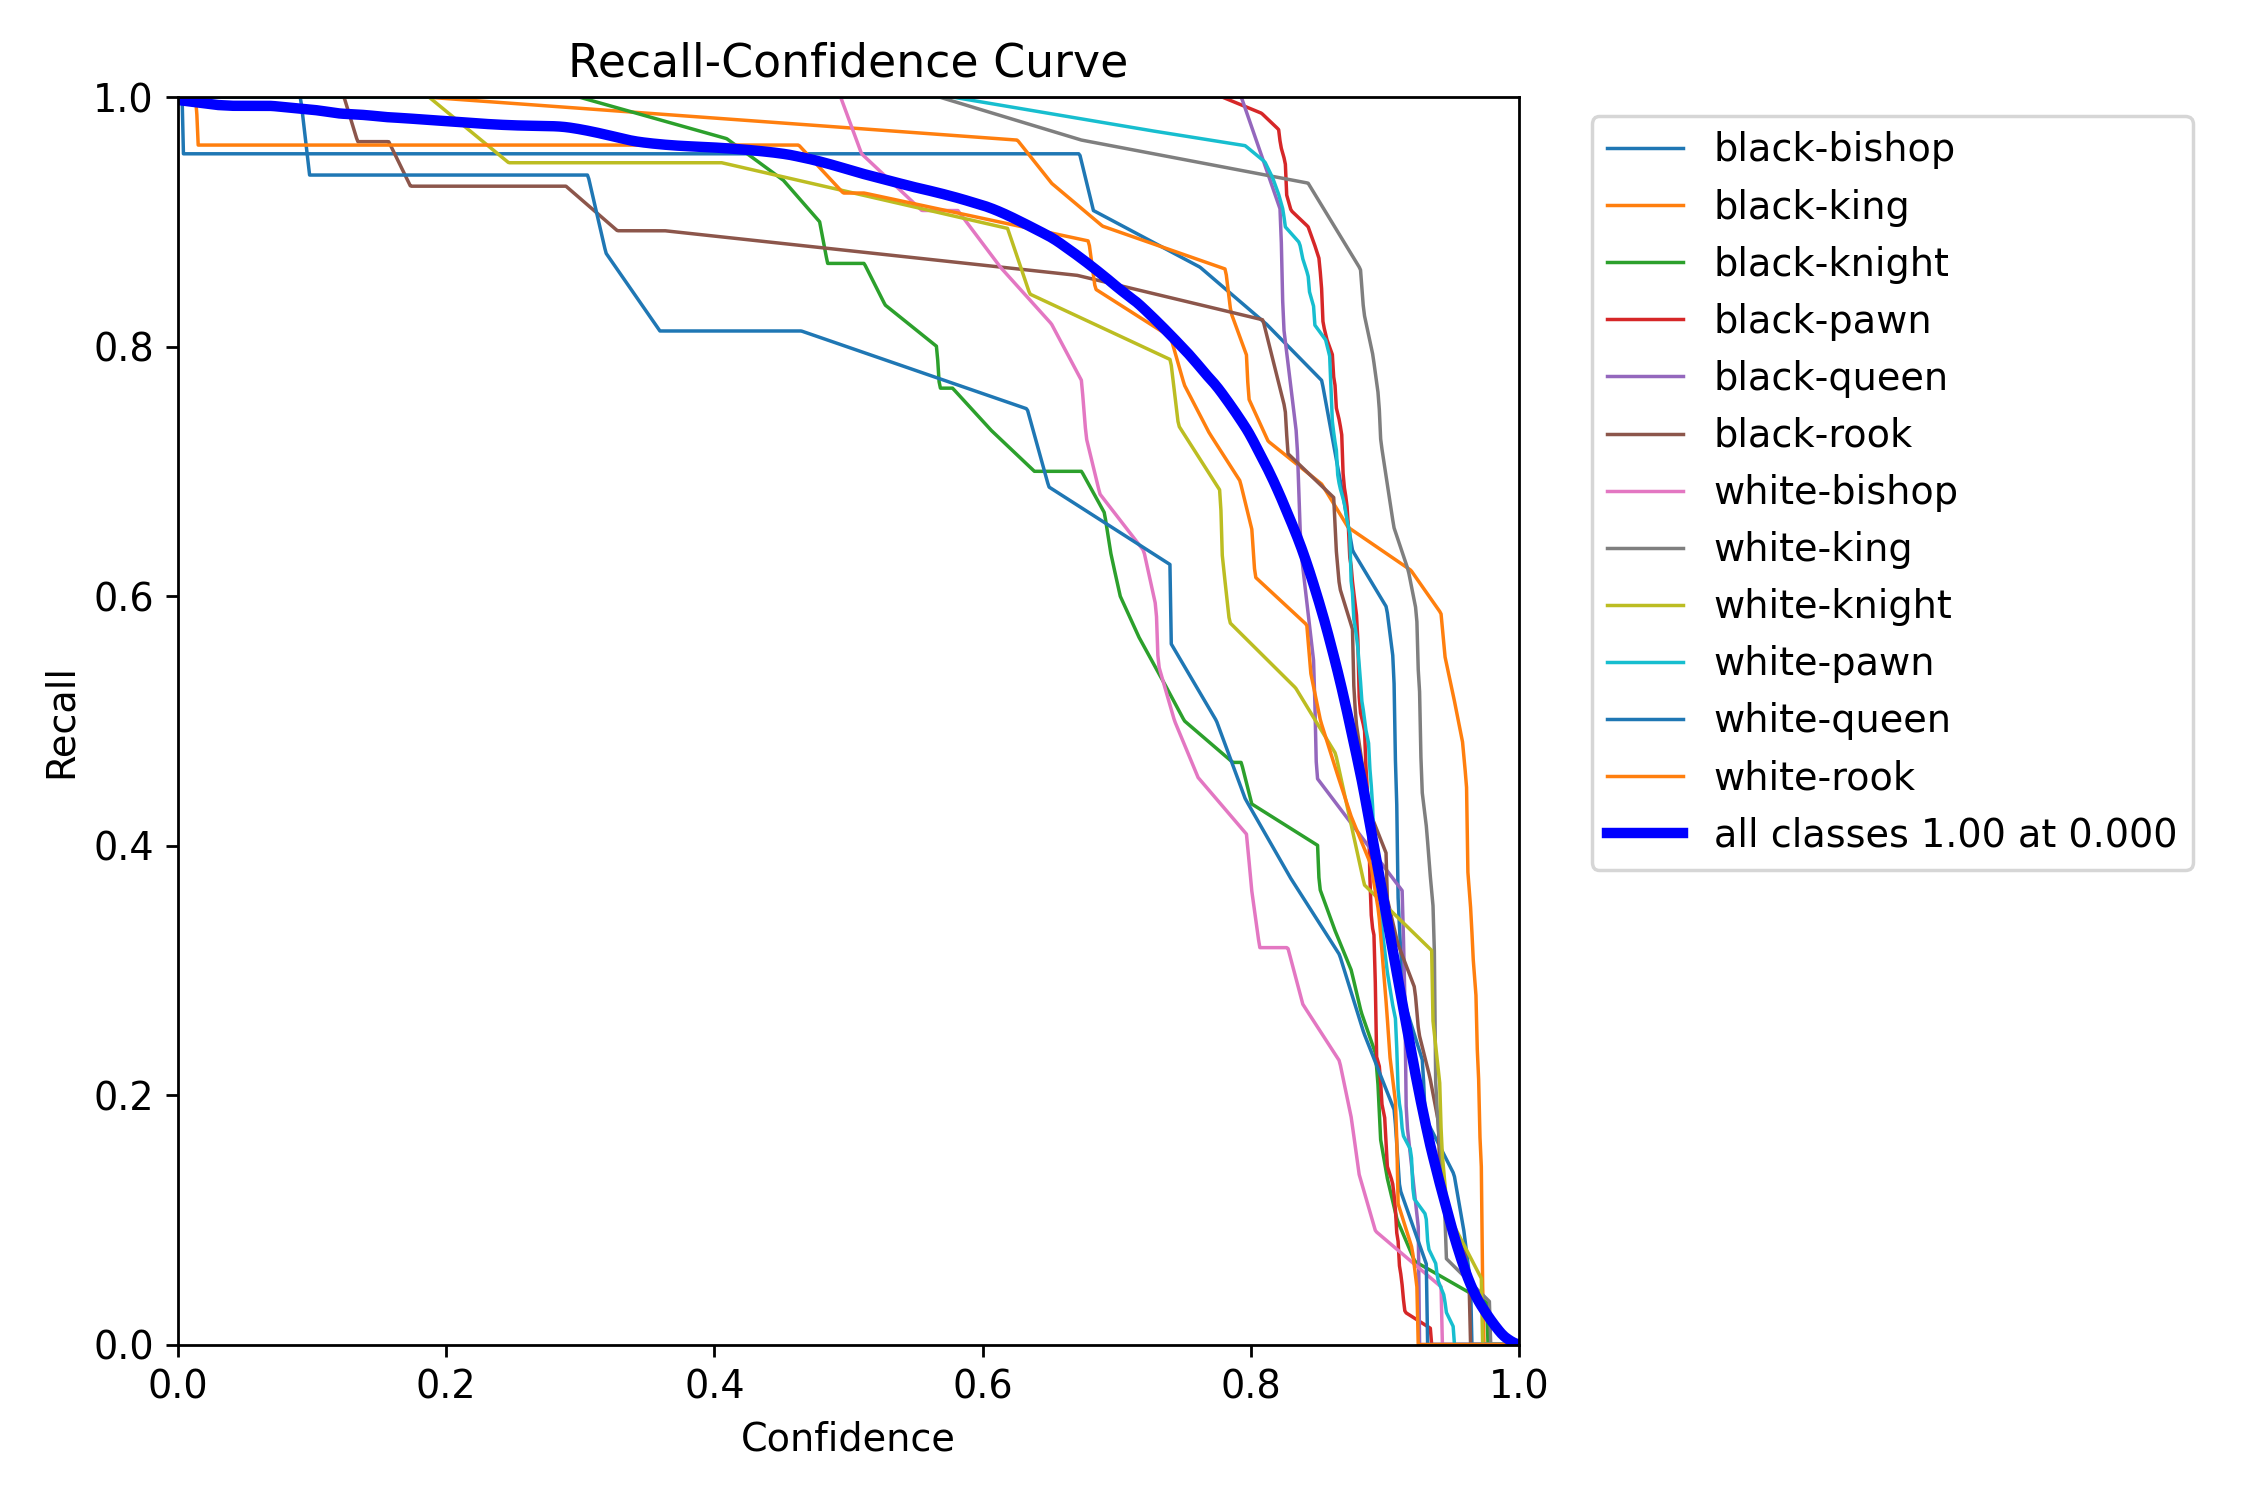 Recall-Confidence Curve
1.0
0.8
0.6
0.4
0.2
0.0
Recall
0.0 0.2 0.4 0.6 0.8 1.0
Confidence
black-bishop
black-king
black-knight
black-pawn
black-queen
black-rook
white-bishop
white-king
white-knight
white-pawn
white-queen
white-rook
all classes 1.00 at 0.000